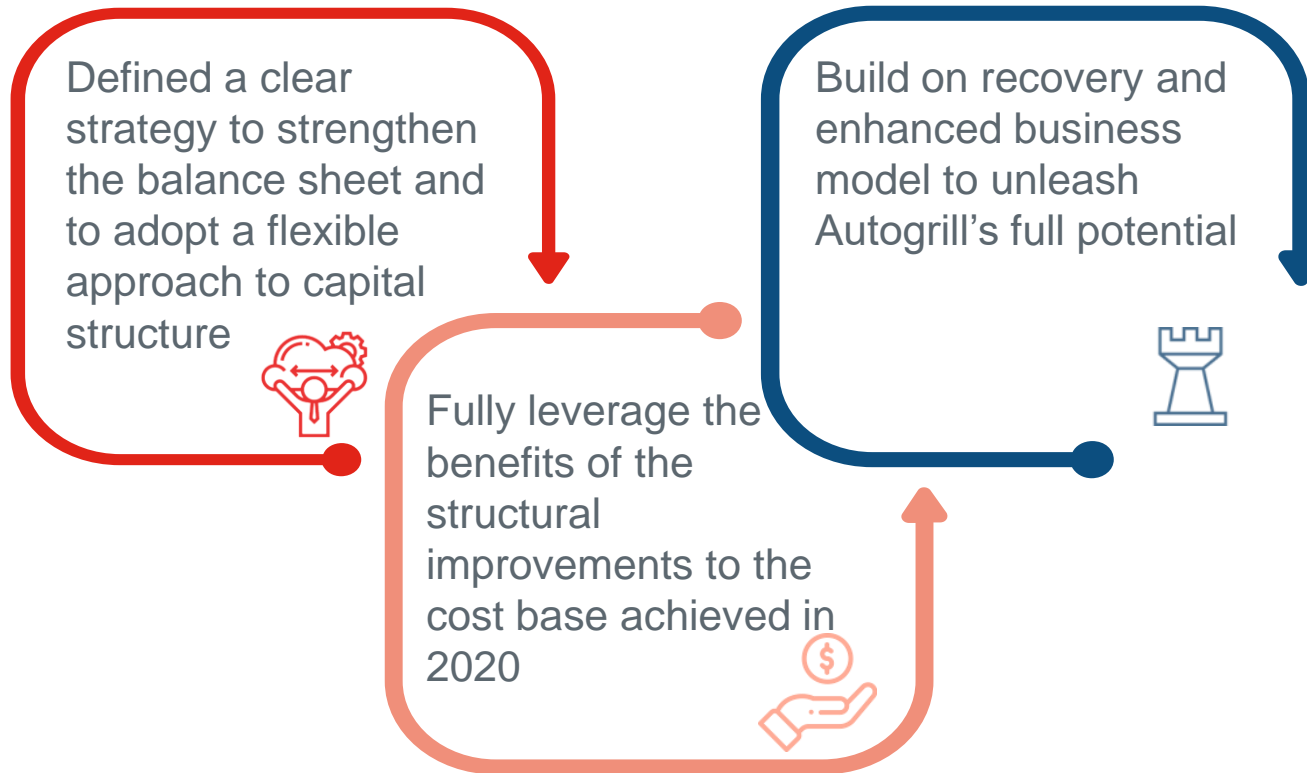 Defined a clear
strategy to strengthen
the balance sheet and
to adopt a flexible
approach to capital
structure
Fully leverage the
benefits of the
structural
improvements to the
cost base achieved in
2020
$
Build on recovery and
enhanced business
model to unleash
Autogrill’s full potential